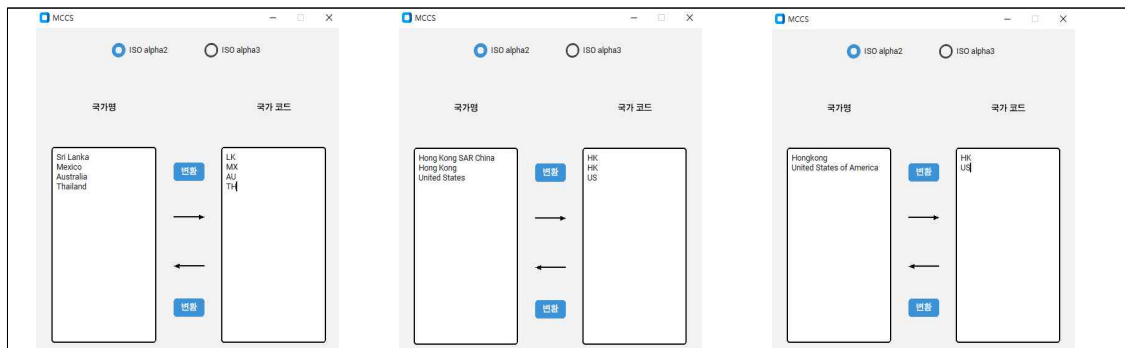 MCCS
ISO alpha2 ISO alpha3
국가명 국가 코드
Sri Lanka
Mexico
Australia
Thailand
변환
LK
MX
AU
TH
변환
MCCS
ISO alpha2 ISO alpha3
국가명 국가 코드
Hong Kong SAR China
Hong Kong
United States
변환
HK
HK
US
변환
MCCS
ISO alpha2 ISO alpha3
국가명 국가 코드
Hongkong
United States of America
변환
HK
US
변환